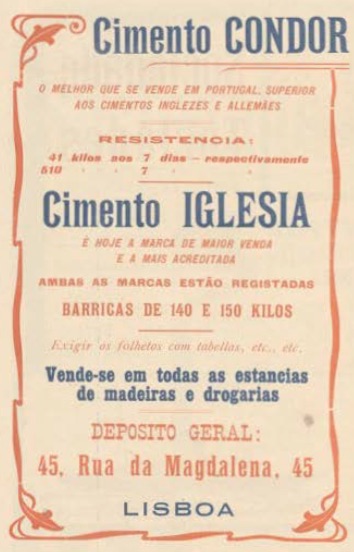 Cimento CONDOR
O MELHOR QUE SE VENDE EM PORTUGAL, SUPERIOR
AOS CIMENTOS INGLEZES E ALLEMÃES
RESISTENCIA:
41 kilos aos 7 dias — respectivamente
510 " " 7 " "
Cimento IGLESIA
É HOJE A MARCA DE MAIOR VENDA
E A MAIS ACREDITADA
AMBAS AS MARCAS ESTÃO REGISTADAS
BARRICAS DE 140 E 150 KILOS
Exigir os folhetos com tabellas, etc., etc.
Vende-se em todas as estancias
de madeiras e drogarias
DEPOSITO GERAL:
45, Rua da Magdalena, 45
LISBOA